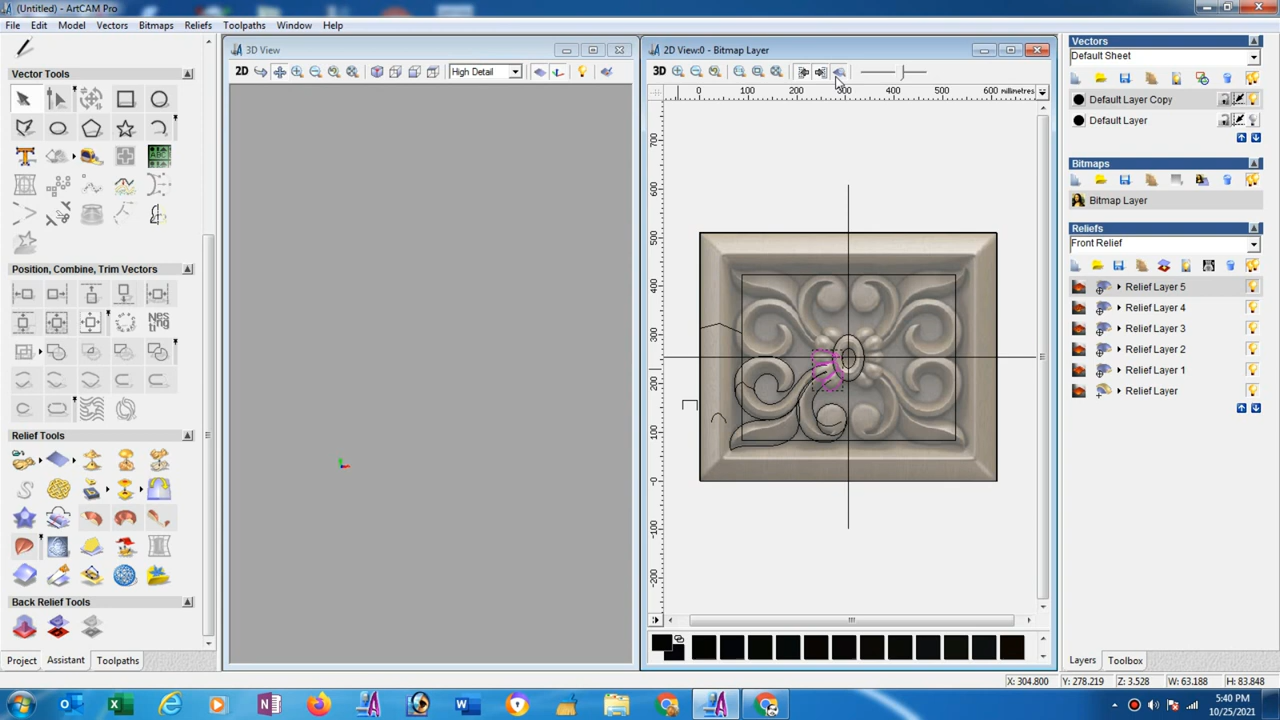 (Untitled) - ArtCAM Pro
File Edit Model Vectors Bitmaps Reliefs Toolpaths Window Help
Vector Tools
Position, Combine, Trim Vectors
Relief Tools
Back Relief Tools
Project Assistant Toolpaths
3D View
2D
High Detail
2D View:0 - Bitmap Layer
3D
0 100 200 300 400 500 600 millimetres
700
600
500
400
300
200
100
-0
-100
-200
Vectors
Default Sheet
Default Layer Copy
Default Layer
Bitmaps
Bitmap Layer
Reliefs
Front Relief
Relief Layer 5
Relief Layer 4
Relief Layer 3
Relief Layer 2
Relief Layer 1
Relief Layer
Layers Toolbox
X: 304.800 Y: 278.219 Z: 3.528 W: 63.188 H: 83.848
5:40 PM
10/25/2021